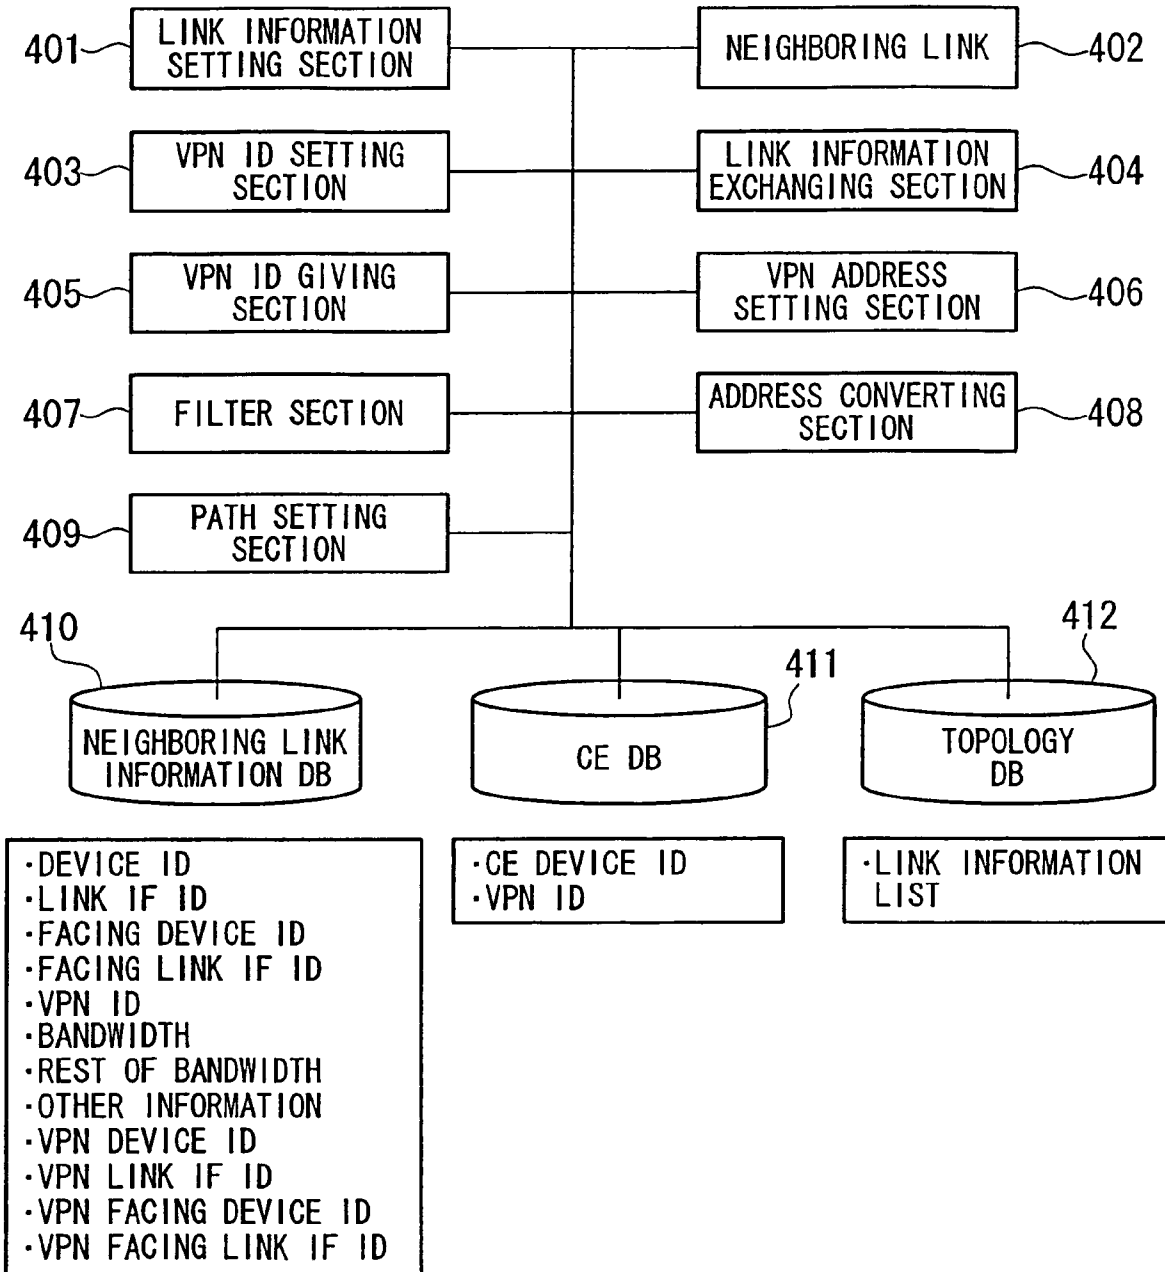 401
LINK INFORMATION
SETTING SECTION
NEIGHBORING LINK
402
403
VPN ID SETTING
SECTION
LINK INFORMATION
EXCHANGING SECTION
404
405
VPN ID GIVING
SECTION
VPN ADDRESS
SETTING SECTION
406
407
FILTER SECTION
ADDRESS CONVERTING
SECTION
408
409
PATH SETTING
SECTION
410
NEIGHBORING LINK
INFORMATION DB
411
CE DB
412
TOPOLOGY
DB
·DEVICE ID
·LINK IF ID
·FACING DEVICE ID
·FACING LINK IF ID
·VPN ID
·BANDWIDTH
·REST OF BANDWIDTH
·OTHER INFORMATION
·VPN DEVICE ID
·VPN LINK IF ID
·VPN FACING DEVICE ID
·VPN FACING LINK IF ID
·CE DEVICE ID
·VPN ID
·LINK INFORMATION
LIST